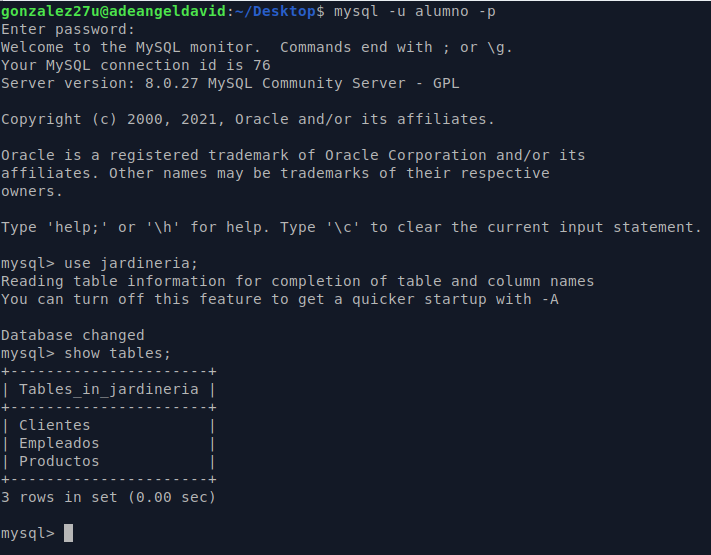 gonzalez27u@adeangeldavid:~/Desktop$ mysql -u alumno -p
Enter password:
Welcome to the MySQL monitor.  Commands end with ; or \g.
Your MySQL connection id is 76
Server version: 8.0.27 MySQL Community Server - GPL
Copyright (c) 2000, 2021, Oracle and/or its affiliates.
Oracle is a registered trademark of Oracle Corporation and/or its
affiliates. Other names may be trademarks of their respective
owners.
Type 'help;' or '\h' for help. Type '\c' to clear the current input statement.
mysql> use jardineria;
Reading table information for completion of table and column names
You can turn off this feature to get a quicker startup with -A
Database changed
mysql> show tables;
+----------------------+
| Tables_in_jardineria |
+----------------------+
| Clientes             |
| Empleados            |
| Productos            |
+----------------------+
3 rows in set (0.00 sec)
mysql>